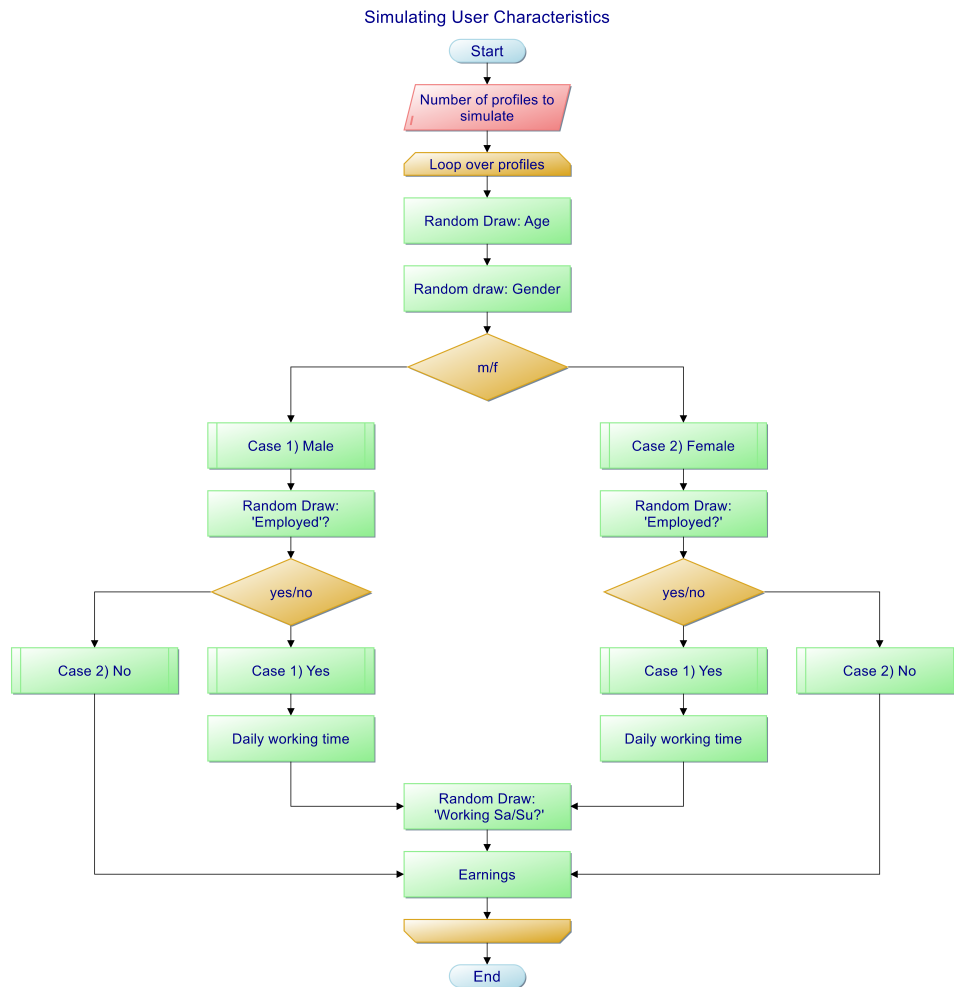 Simulating User Characteristics
Start
Number of profiles to
simulate
Loop over profiles
Random Draw: Age
Random draw: Gender
m/f
Case 1) Male
Case 2) Female
Random Draw:
'Employed'?
Random Draw:
'Employed?'
yes/no
yes/no
Case 2) No
Case 1) Yes
Case 1) Yes
Case 2) No
Daily working time
Daily working time
Random Draw:
'Working Sa/Su?'
Earnings
End